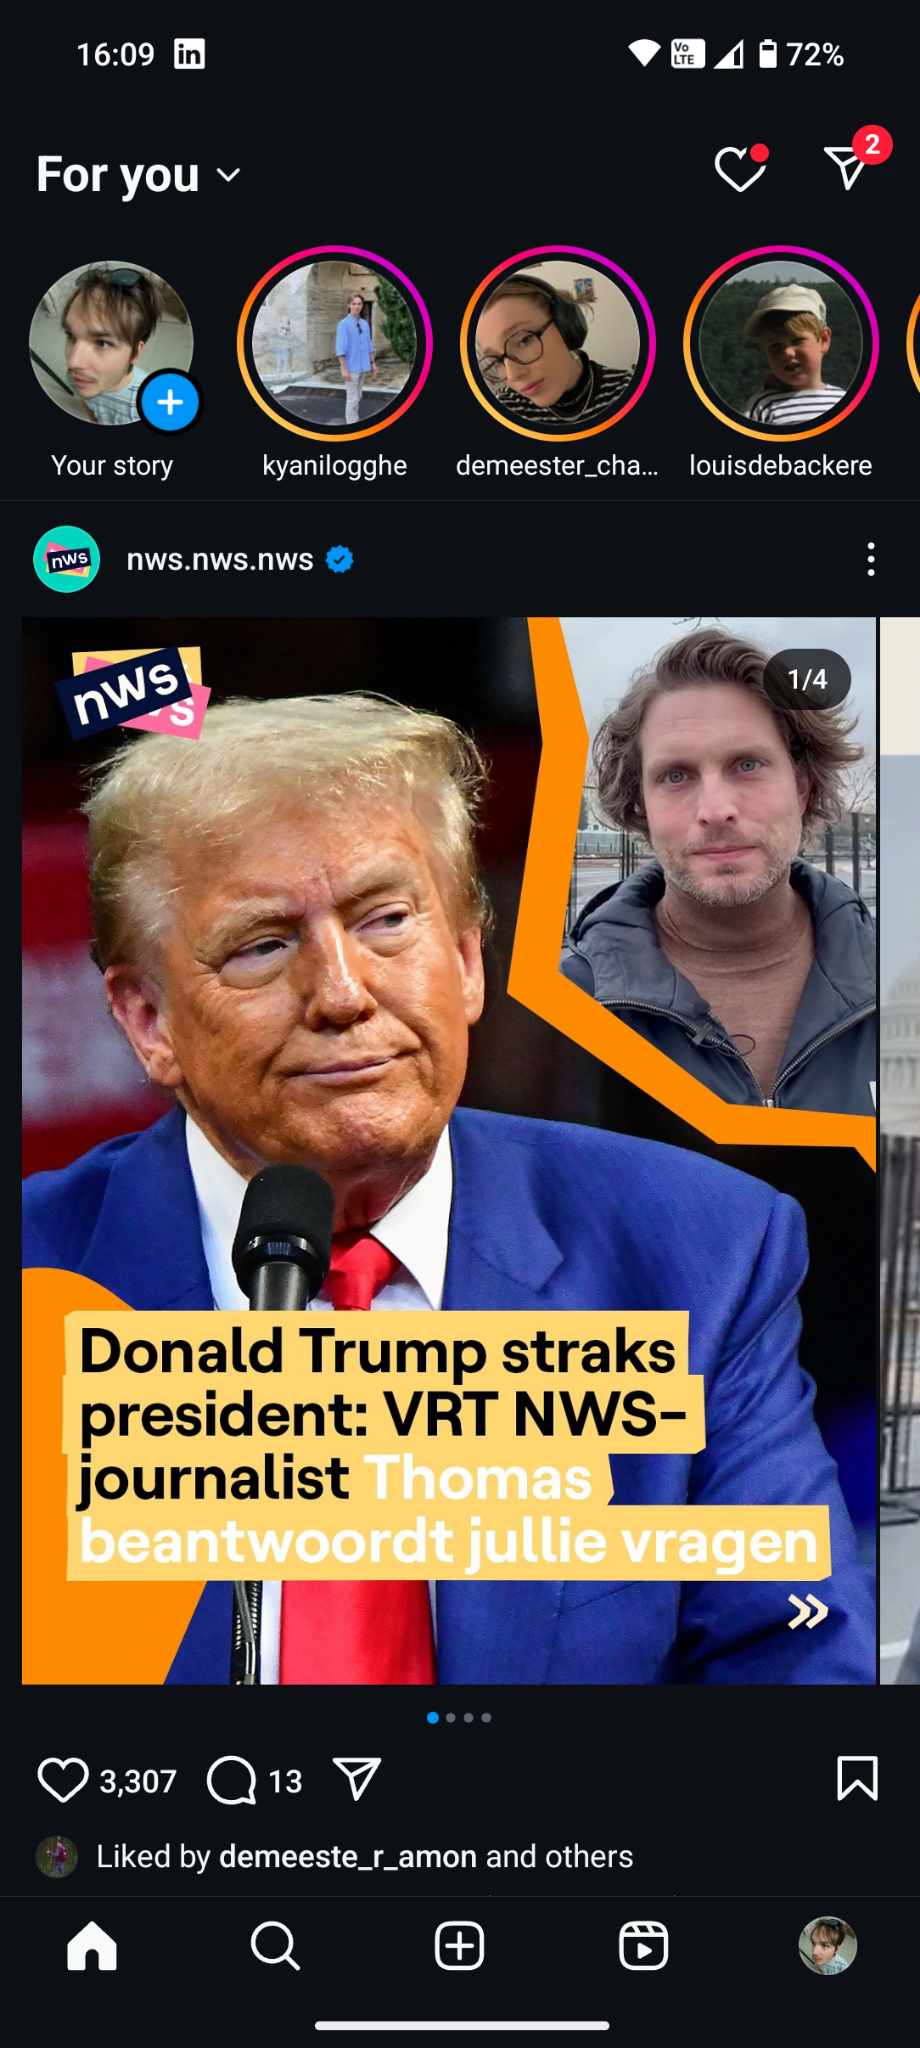 16:09 in Vo LTE 72%
For you 2
Your story kyanilogghe demeester_cha... louisdebackere
nws nws.nws.nws
nws s 1/4
Donald Trump straks
president: VRT NWS-
journalist Thomas
beantwoordt jullie vragen
3,307 13
Liked by demeeste_r_amon and others